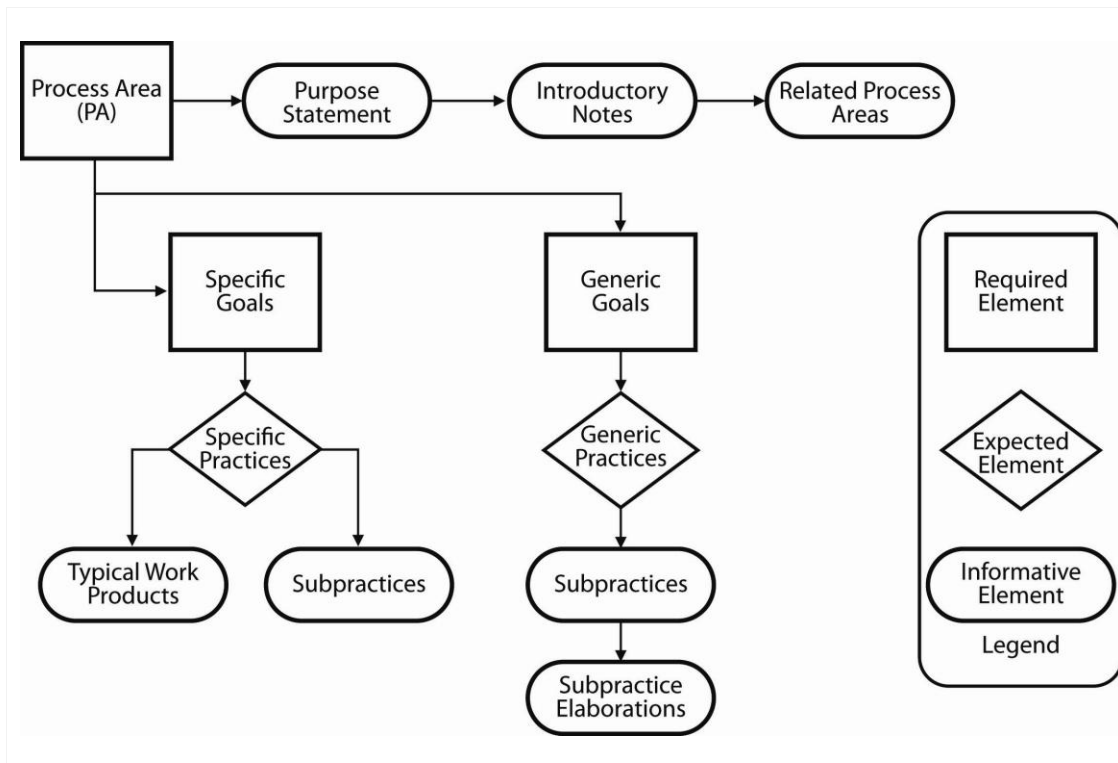 Process Area
(PA)
Purpose
Statement
Introductory
Notes
Related Process
Areas
Specific
Goals
Generic
Goals
Required
Element
Specific
Practices
Generic
Practices
Expected
Element
Typical Work
Products
Subpractices
Subpractices
Informative
Element
Legend
Subpractice
Elaborations